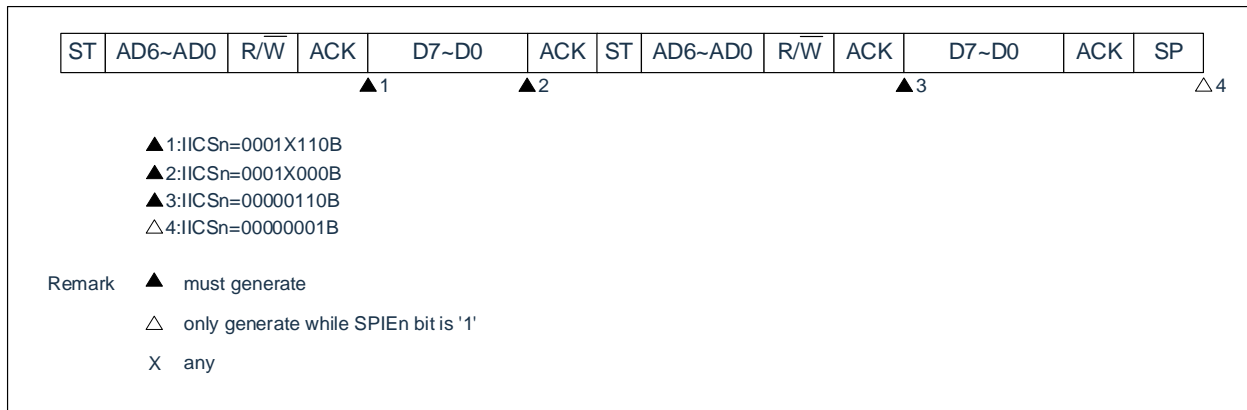 ST AD6~AD0 R/W ACK D7~D0 ACK ST AD6~AD0 R/W ACK D7~D0 ACK SP
▲1 ▲2 ▲3 △4
▲1:IICSn=0001X110B
▲2:IICSn=0001X000B
▲3:IICSn=00000110B
△4:IICSn=00000001B
Remark ▲ must generate
△ only generate while SPIEn bit is '1'
X any